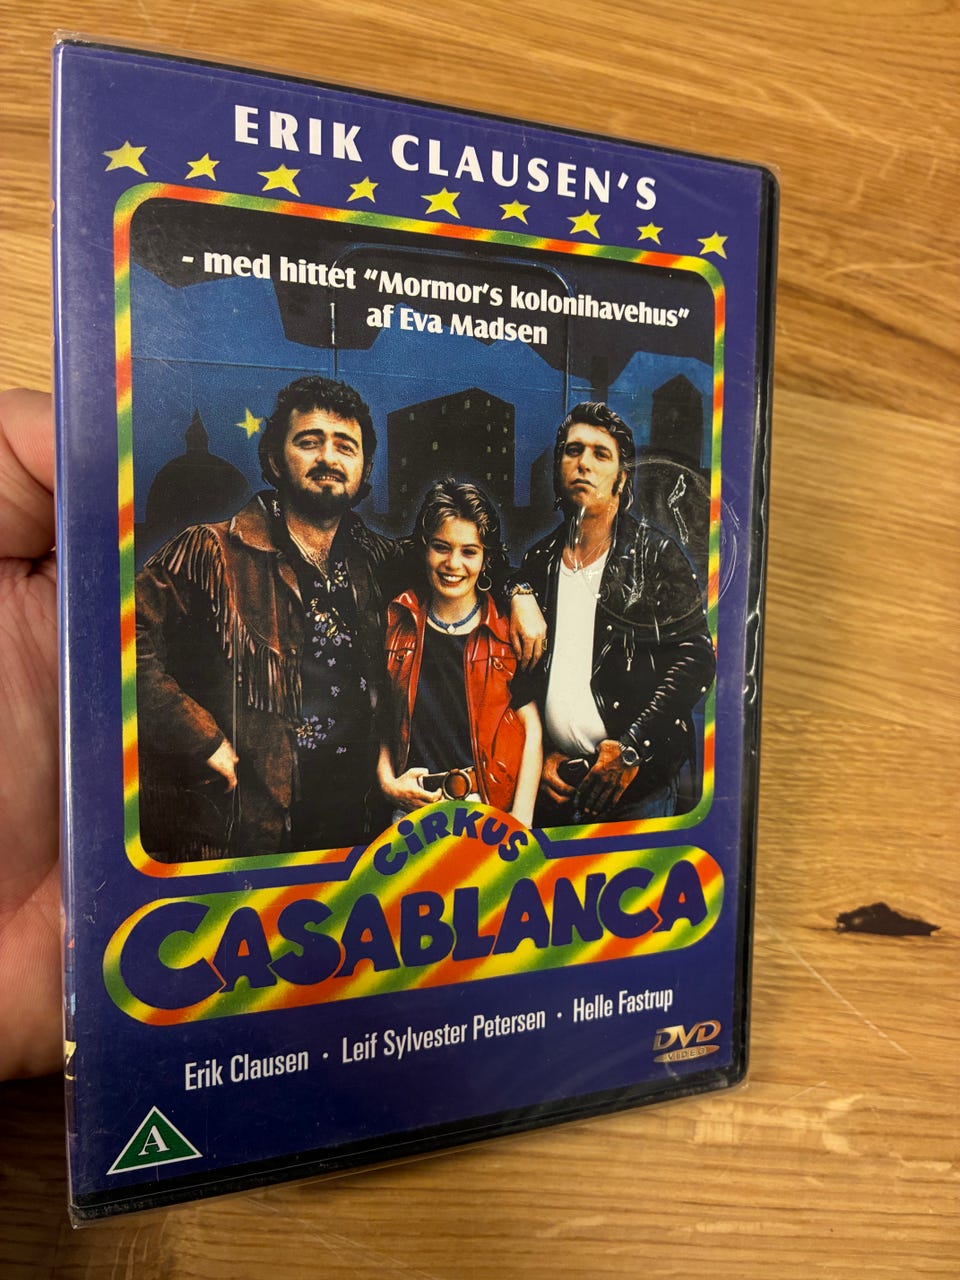 ERIK CLAUSEN'S
- med hittet "Mormor's kolonihavehus"
af Eva Madsen
CiRKUS
CASABLANCA
Erik Clausen · Leif Sylvester Petersen · Helle Fastrup
DVD
VIDEO
A